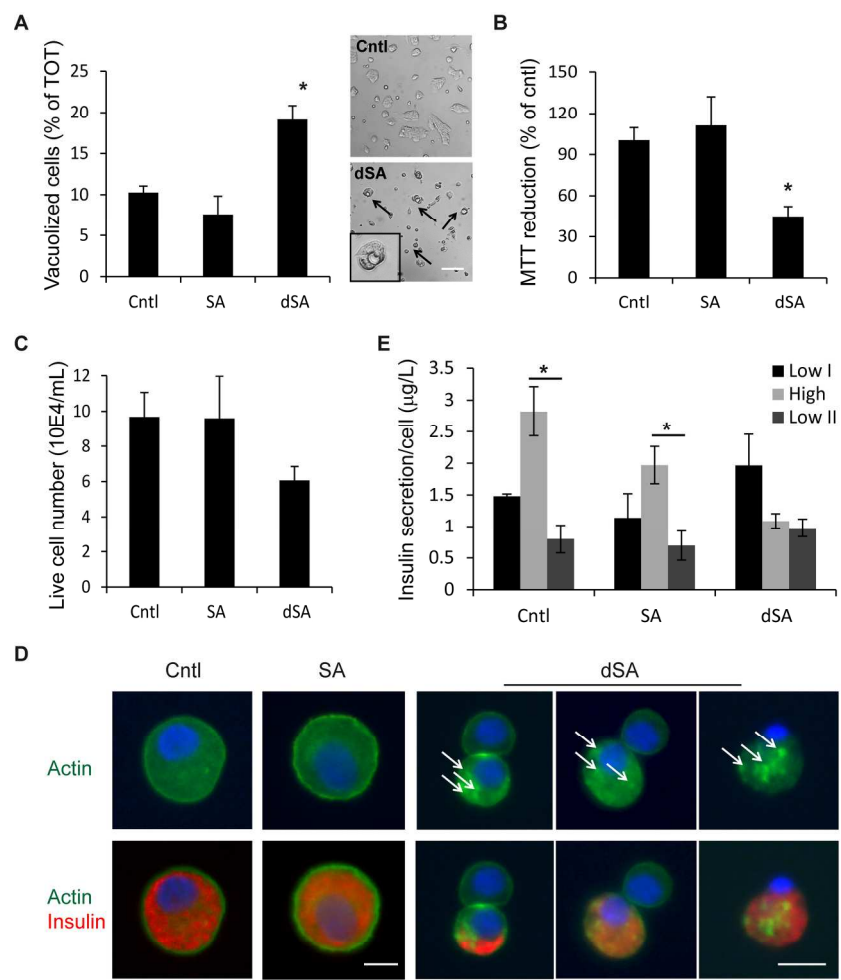 A
Vacuolized cells (% of TOT)
25
20
15
10
5
0
*
Cntl SA dSA
Cntl
dSA
B
MTT reduction (% of cntl)
150
120
90
60
30
0
*
Cntl SA dSA
C
Live cell number (10E4/mL)
12
10
8
6
4
2
0
Cntl SA dSA
E
Insulin secretion/cell (µg/L)
3.5
3
2.5
2
1.5
1
0.5
0
*
*
Low I
High
Low II
Cntl SA dSA
D
Cntl SA dSA
Actin
Actin
Insulin